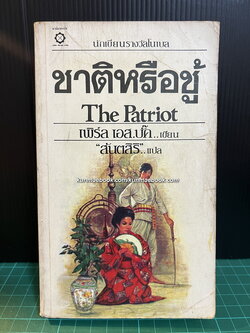 นักเขียนรางวัลโนเบล
ชาติหรือชู้
The Patriot
เพิร์ล เอส.บั๊ค..เขียน
"สันตสิริ"..แปล